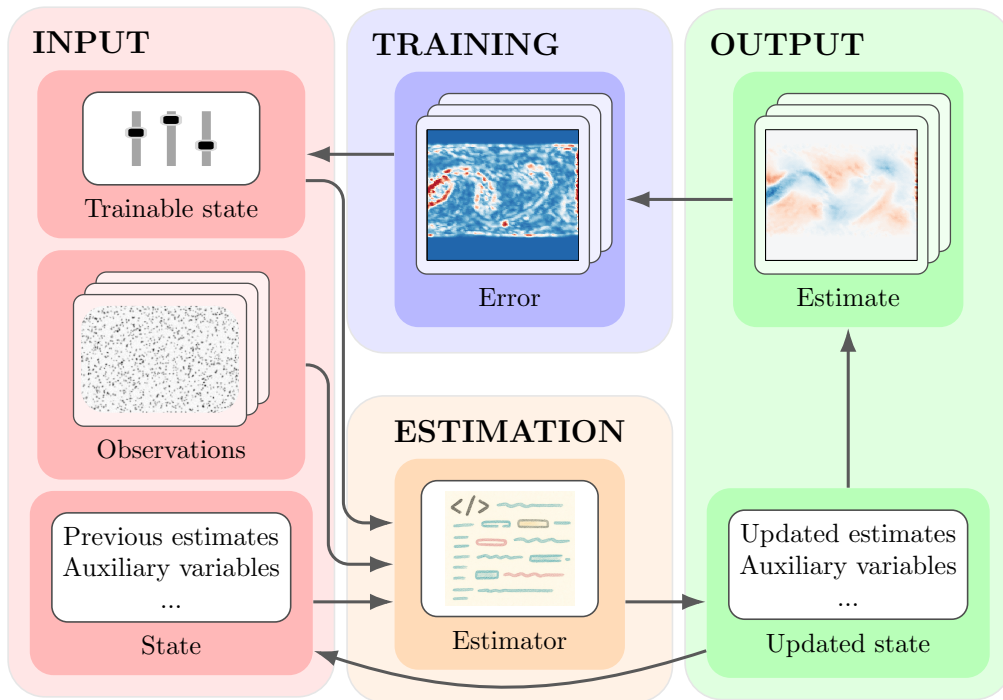 INPUT
Trainable state
Observations
Previous estimates
Auxiliary variables
...
State
TRAINING
Error
ESTIMATION
</>
Estimator
OUTPUT
Estimate
Updated estimates
Auxiliary variables
...
Updated state